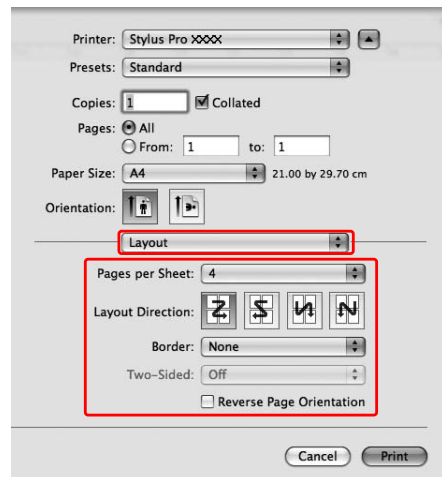 Printer: Stylus Pro XXXX
Presets: Standard
Copies: 1 Collated
Pages: All
From: 1 to: 1
Paper Size: A4 21.00 by 29.70 cm
Orientation:
Layout
Pages per Sheet: 4
Layout Direction:
Border: None
Two-Sided: Off
Reverse Page Orientation
Cancel Print